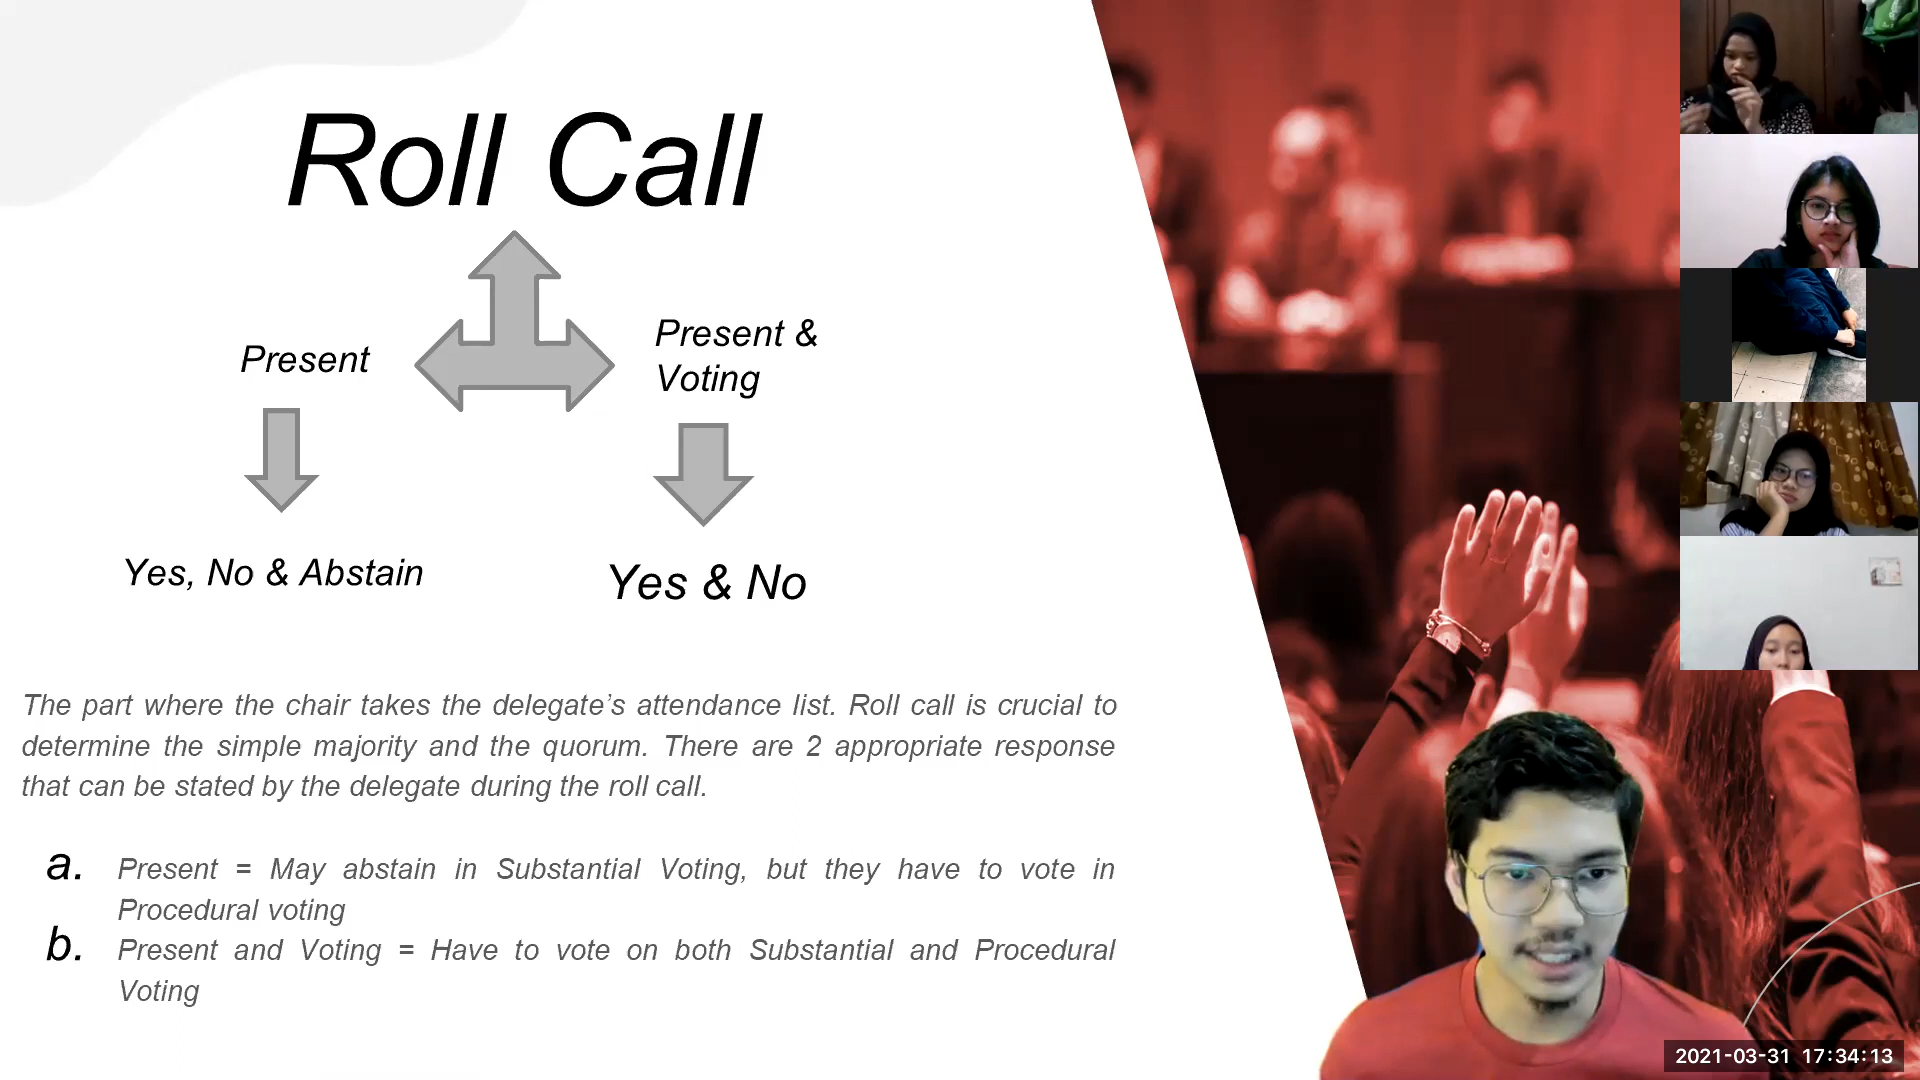 Roll Call
Present
Present &
Voting
Yes, No & Abstain
Yes & No
The part where the chair takes the delegate’s attendance list. Roll call is crucial to
determine the simple majority and the quorum. There are 2 appropriate response
that can be stated by the delegate during the roll call.
a. Present = May abstain in Substantial Voting, but they have to vote in
Procedural voting
b. Present and Voting = Have to vote on both Substantial and Procedural
Voting
2021-03-31 17:34:13